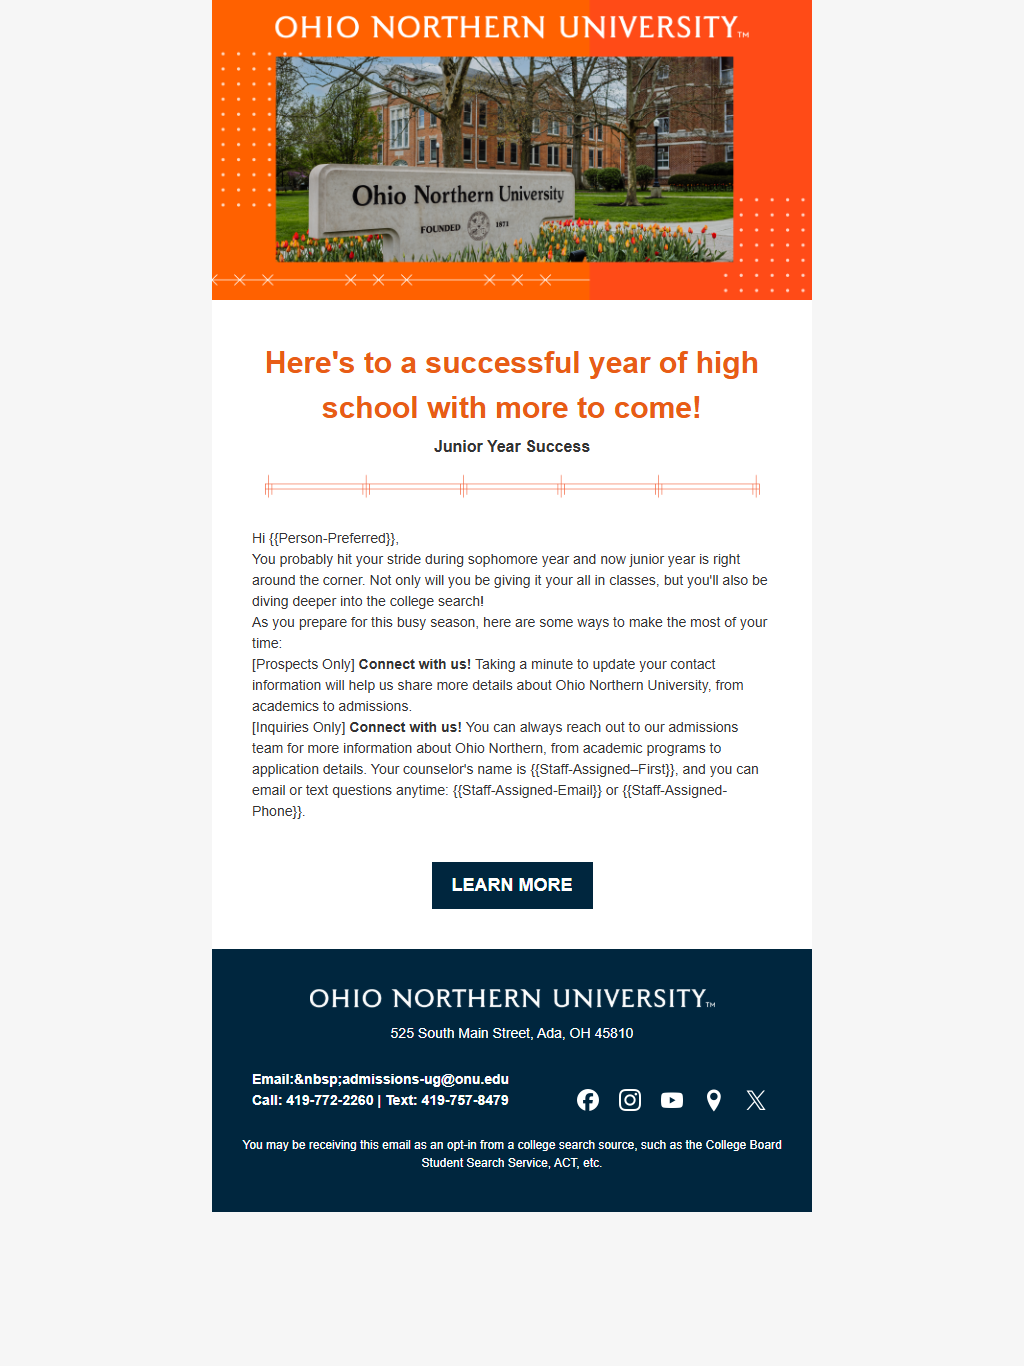 OHIO NORTHERN UNIVERSITY™
Ohio Northern University
FOUNDED 1871
Here's to a successful year of high
school with more to come!
Junior Year Success
Hi {{Person-Preferred}},
You probably hit your stride during sophomore year and now junior year is right
around the corner. Not only will you be giving it your all in classes, but you'll also be
diving deeper into the college search!
As you prepare for this busy season, here are some ways to make the most of your
time:
[Prospects Only] Connect with us! Taking a minute to update your contact
information will help us share more details about Ohio Northern University, from
academics to admissions.
[Inquiries Only] Connect with us! You can always reach out to our admissions
team for more information about Ohio Northern, from academic programs to
application details. Your counselor's name is {{Staff-Assigned–First}}, and you can
email or text questions anytime: {{Staff-Assigned-Email}} or {{Staff-Assigned-
Phone}}.
LEARN MORE
OHIO NORTHERN UNIVERSITY™
525 South Main Street, Ada, OH 45810
Email:&nbsp;admissions-ug@onu.edu
Call: 419-772-2260 | Text: 419-757-8479
You may be receiving this email as an opt-in from a college search source, such as the College Board
Student Search Service, ACT, etc.